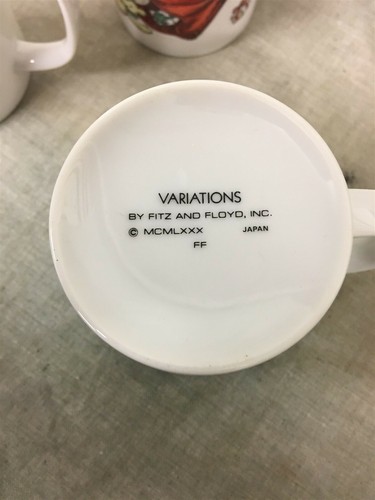 VARIATIONS
BY FITZ AND FLOYD, INC.
© MCMLXXX JAPAN
FF